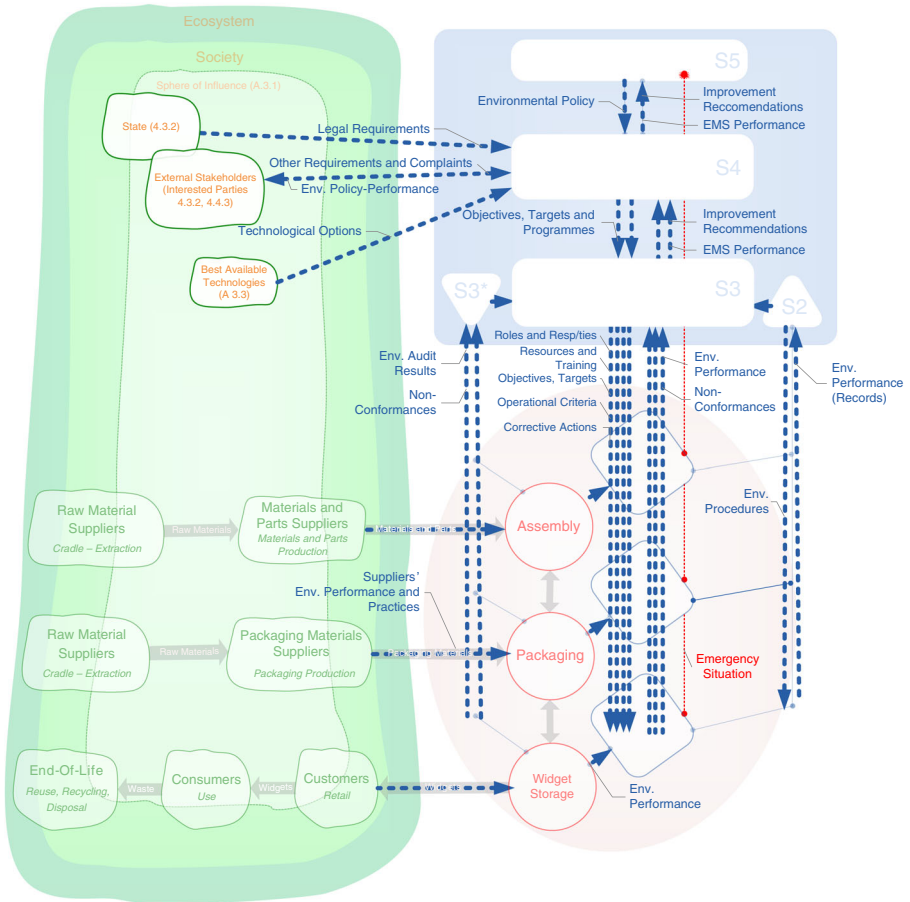 Ecosystem
Society
Sphere of Influence (A.3.1)
State (4.3.2)
External Stakeholders
(Interested Parties
4.3.2, 4.4.3)
Best Available
Technologies
(A 3.3)
Legal Requirements
Other Requirements and Complaints
Env. Policy-Performance
Technological Options
S5
Environmental Policy
Improvement
Reccomendations
EMS Performance
S4
Objectives, Targets and
Programmes
Improvement
Recommendations
EMS Performance
S3*
S3
S2
Env. Audit
Results
Non-
Conformances
Roles and Resp/ties
Resources and
Training
Objectives, Targets
Operational Criteria
Corrective Actions
Env.
Performance
Non-
Conformances
Env.
Performance
(Records)
Env.
Procedures
Raw Material
Suppliers
Cradle – Extraction
Raw Materials
Materials and
Parts Suppliers
Materials and Parts
Production
Materials and Parts
Assembly
Suppliers’
Env. Performance and
Practices
Raw Material
Suppliers
Cradle – Extraction
Raw Materials
Packaging Materials
Suppliers
Packaging Production
Packaging Materials
Packaging
Emergency
Situation
End-Of-Life
Reuse, Recycling,
Disposal
Waste
Consumers
Use
Widgets
Customers
Retail
Widgets
Widget
Storage
Env.
Performance